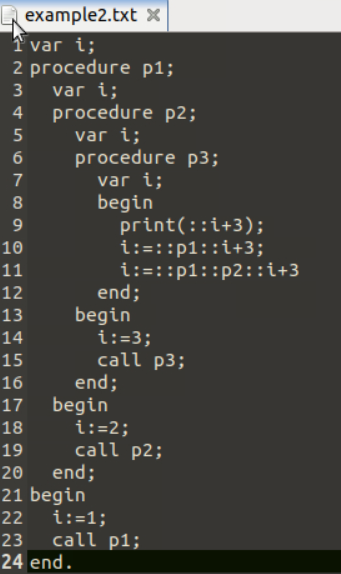 example2.txt
1 var i;
2 procedure p1;
3   var i;
4   procedure p2;
5     var i;
6     procedure p3;
7       var i;
8       begin
9         print(::i+3);
10         i:=::p1::i+3;
11         i:=::p1::p2::i+3
12       end;
13     begin
14       i:=3;
15       call p3;
16     end;
17   begin
18     i:=2;
19     call p2;
20   end;
21 begin
22   i:=1;
23   call p1;
24 end.